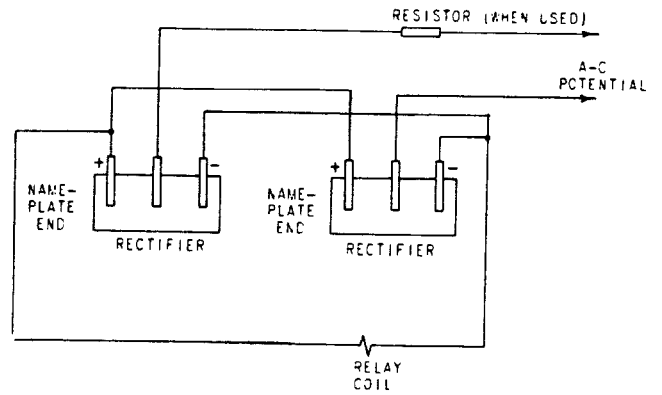 RESISTOR (WHEN USED)
A-C
POTENTIAL
+
-
+
-
NAME-
PLATE
END
NAME-
PLATE
END
RECTIFIER
RECTIFIER
RELAY
COIL